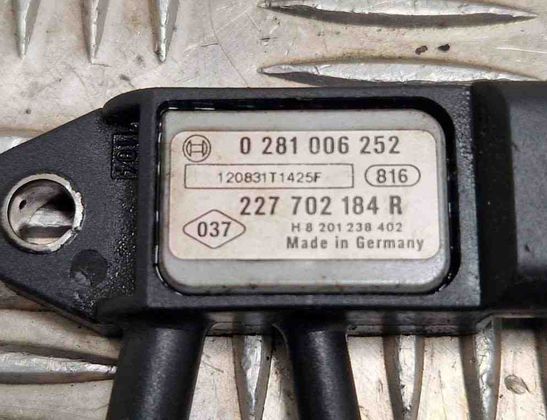 0 281 006 252
120831T1425F
816
227 702 184 R
037
H 8 201 238 402
Made in Germany